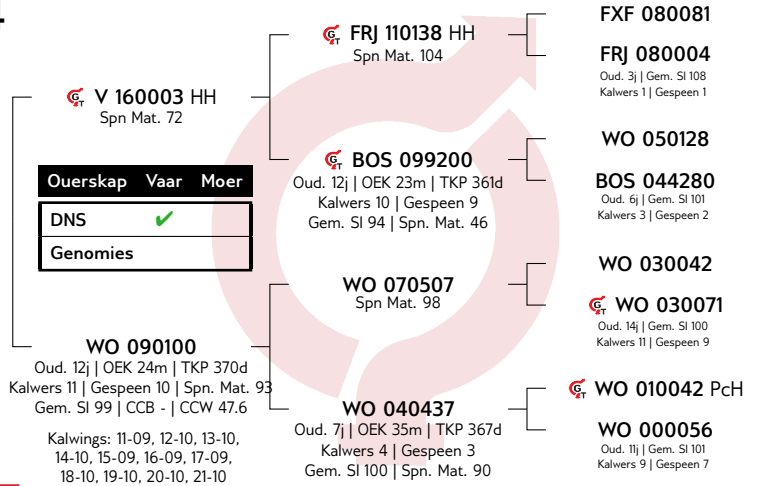 V 160003 HH
Spn Mat. 72
Ouerskap Vaar Moer
DNS ✔
Genomies
WO 090100
Oud. 12j | OEK 24m | TKP 370d
Kalwers 11 | Gespeen 10 | Spn. Mat. 93
Gem. SI 99 | CCB - | CCW 47.6
Kalwings: 11-09, 12-10, 13-10,
14-10, 15-09, 16-09, 17-09,
18-10, 19-10, 20-10, 21-10
FRJ 110138 HH
Spn Mat. 104
BOS 099200
Oud. 12j | OEK 23m | TKP 361d
Kalwers 10 | Gespeen 9
Gem. SI 94 | Spn. Mat. 46
WO 070507
Spn Mat. 98
WO 040437
Oud. 7j | OEK 35m | TKP 367d
Kalwers 4 | Gespeen 3
Gem. SI 100 | Spn. Mat. 90
FXF 080081
FRJ 080004
Oud. 3j | Gem. SI 108
Kalwers 1 | Gespeen 1
WO 050128
BOS 044280
Oud. 6j | Gem. SI 101
Kalwers 3 | Gespeen 2
WO 030042
WO 030071
Oud. 14j | Gem. SI 100
Kalwers 11 | Gespeen 9
WO 010042 PcH
WO 000056
Oud. 11j | Gem. SI 101
Kalwers 9 | Gespeen 7